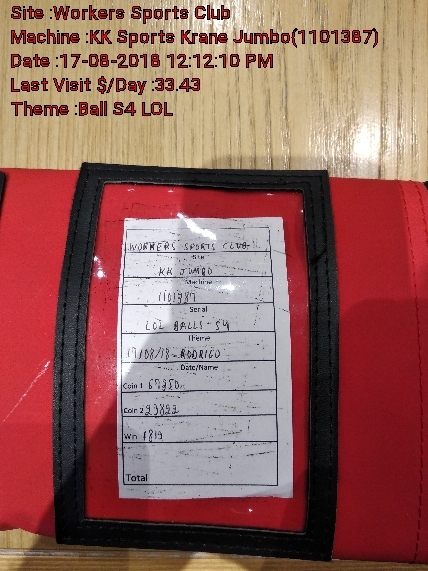 Site :Workers Sports Club
Machine :KK Sports Krane Jumbo(1101387)
Date :17-08-2018 12:12:10 PM
Last Visit $/Day :33.43
Theme :Ball S4 LOL
WORKERS SPORTS CLUB
Site
KK JUMBO
Machine
1101387
Serial
LOL BALLS - S4
Theme
17/08/18 - RODRIGO
Date/Name
Coin 1 67350
Coin 2
Win 1819
Total